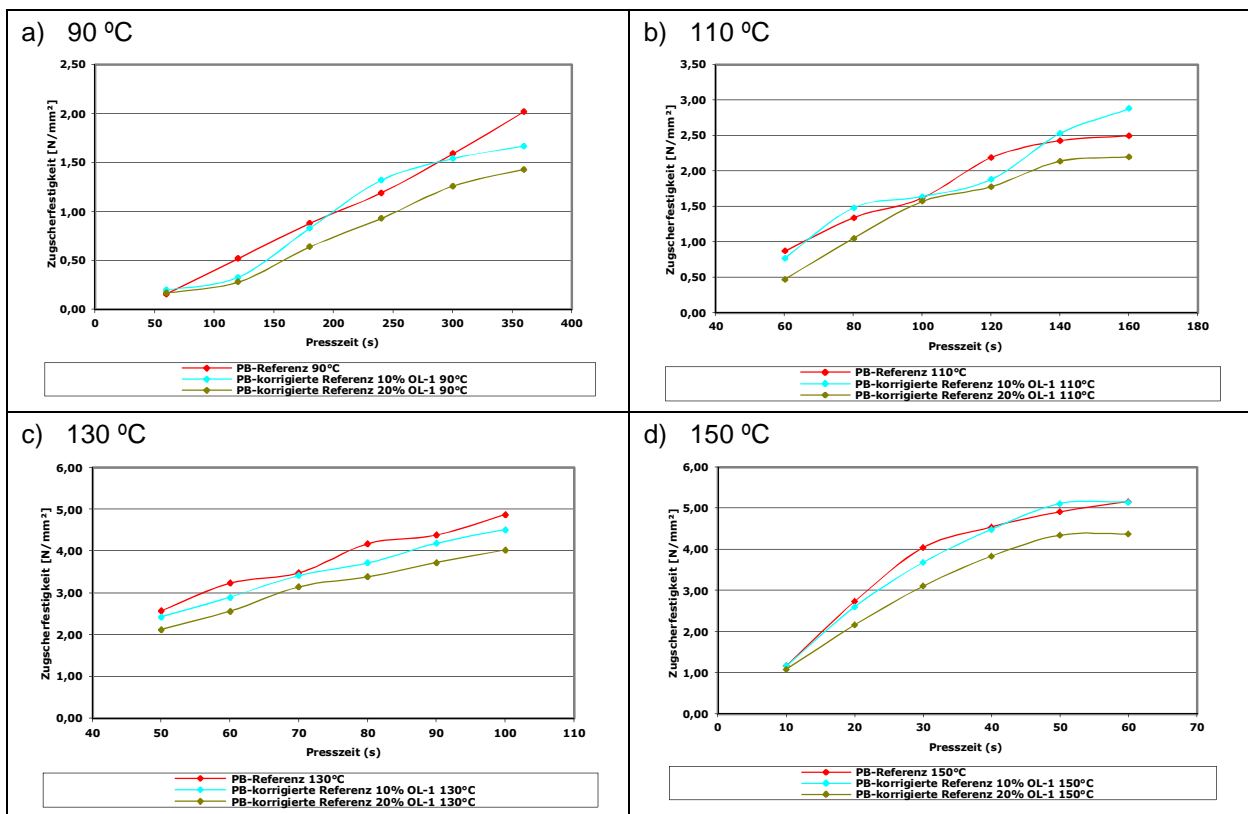 a) 90 ºC
Zugscherfestigkeit [N/mm²]
2,50
2,00
1,50
1,00
0,50
0,00
0 50 100 150 200 250 300 350 400
Presszeit (s)
PB-Referenz 90°C
PB-korrigierte Referenz 10% OL-1 90°C
PB-korrigierte Referenz 20% OL-1 90°C
b) 110 ºC
Zugscherfestigkeit [N/mm²]
3,50
3,00
2,50
2,00
1,50
1,00
0,50
0,00
40 60 80 100 120 140 160 180
Presszeit (s)
PB-Referenz 110°C
PB-korrigierte Referenz 10% OL-1 110°C
PB-korrigierte Referenz 20% OL-1 110°C
c) 130 ºC
Zugscherfestigkeit [N/mm²]
6,00
5,00
4,00
3,00
2,00
1,00
0,00
40 50 60 70 80 90 100 110
Presszeit (s)
PB-Referenz 130°C
PB-korrigierte Referenz 10% OL-1 130°C
PB-korrigierte Referenz 20% OL-1 130°C
d) 150 ºC
Zugscherfestigkeit [N/mm²]
6,00
5,00
4,00
3,00
2,00
1,00
0,00
0 10 20 30 40 50 60 70
Presszeit (s)
PB-Referenz 150°C
PB-korrigierte Referenz 10% OL-1 150°C
PB-korrigierte Referenz 20% OL-1 150°C